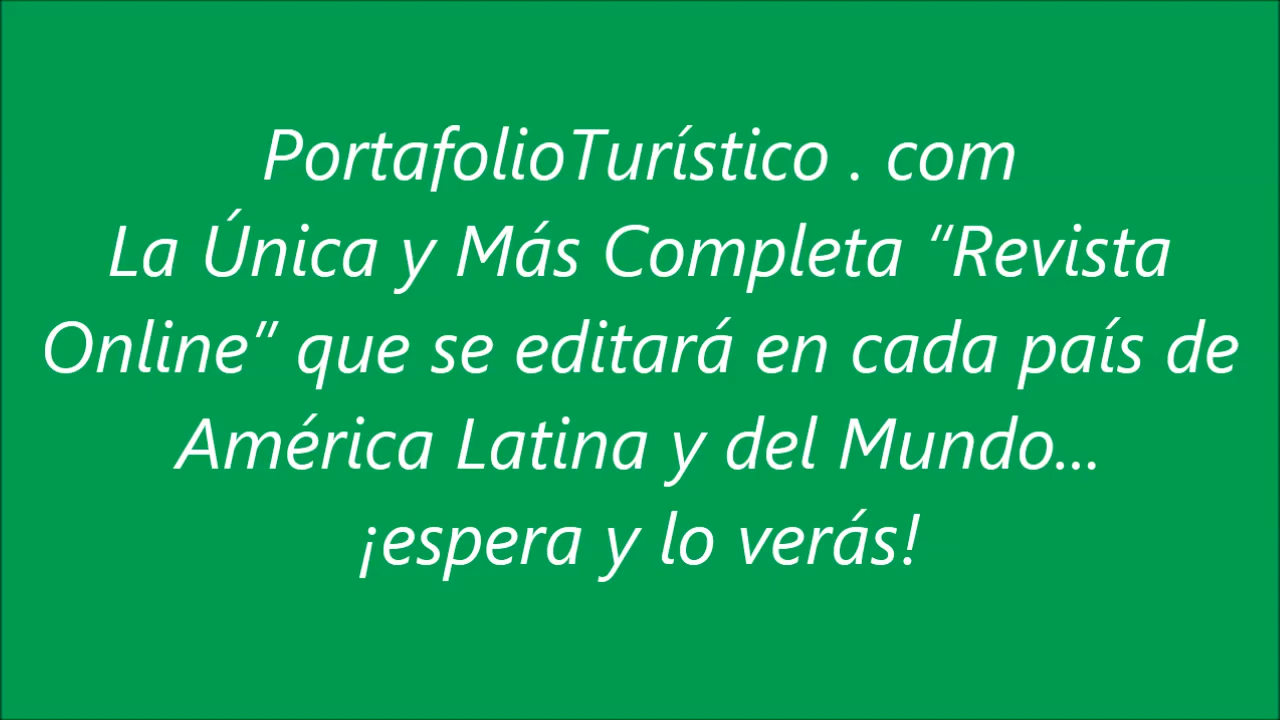 PortafolioTurístico . com
La Única y Más Completa “Revista
Online” que se editará en cada país de
América Latina y del Mundo...
¡espera y lo verás!